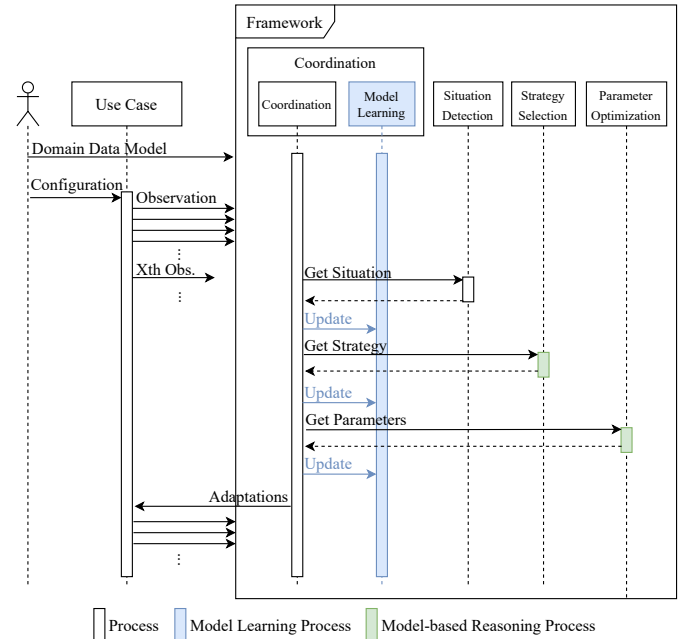 Framework
Coordination
Use Case
Coordination
Model
Learning
Situation
Detection
Strategy
Selection
Parameter
Optimization
Domain Data Model
Configuration
Observation
...
Xth Obs.
...
Get Situation
Update
Get Strategy
Update
Get Parameters
Update
Adaptations
...
Process
Model Learning Process
Model-based Reasoning Process